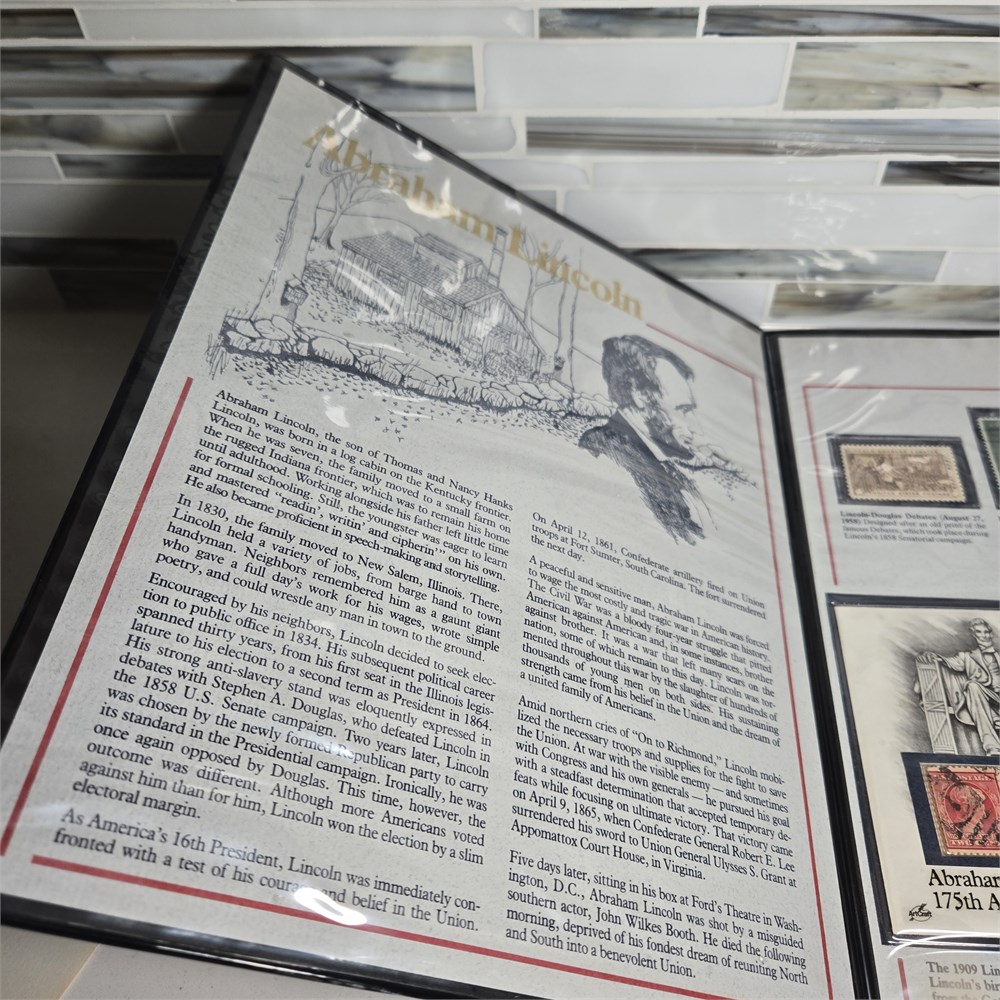 Abraham Lincoln
Abraham Lincoln, the son of Thomas and Nancy Hanks
Lincoln, was born in a log cabin on the Kentucky frontier.
When he was seven, the family moved to a small farm on
the rugged Indiana frontier, which was to remain his home
until adulthood. Working alongside his father left little time
for formal schooling. Still, the youngster was eager to learn
and mastered "readin', writin' and cipherin'" on his own.
He also became proficient in speech-making and storytelling.
In 1830, the family moved to New Salem, Illinois. There,
Lincoln held a variety of jobs, from barge hand to town
handyman. Neighbors remembered him as a gaunt giant
who gave a full day's work for his wages, wrote simple
poetry, and could wrestle any man in town to the ground.
Encouraged by his neighbors, Lincoln decided to seek elec-
tion to public office in 1834. His subsequent political career
spanned thirty years, from his first seat in the Illinois legis-
lature to his election to a second term as President in 1864.
His strong anti-slavery stand was eloquently expressed in
debates with Stephen A. Douglas, who defeated Lincoln in
the 1858 U.S. Senate campaign. Two years later, Lincoln
was chosen by the newly formed Republican party to carry
its standard in the Presidential campaign. Ironically, he was
once again opposed by Douglas. This time, however, the
outcome was different. Although more Americans voted
against him than for him, Lincoln won the election by a slim
electoral margin.
As America's 16th President, Lincoln was immediately con-
fronted with a test of his courage and belief in the Union.
On April 12, 1861, Confederate artillery fired on Union
troops at Fort Sumter, South Carolina. The fort surrendered
the next day.
A peaceful and sensitive man, Abraham Lincoln was forced
to wage the most costly and tragic war in American history.
The Civil War was a bloody four-year struggle that pitted
American against American and, in some instances, brother
against brother. It was a war that left many scars on the
nation, some of which remain to this day. Lincoln was tor-
mented throughout this war by the slaughter of hundreds of
thousands of young men on both sides. His sustaining
strength came from his belief in the Union and the dream of
a united family of Americans.
Amid northern cries of "On to Richmond," Lincoln mobi-
lized the necessary troops and supplies for the fight to save
the Union. At war with the visible enemy — and sometimes
with Congress and his own generals — he pursued his goal
with a steadfast determination that accepted temporary de-
feats while focusing on ultimate victory. That victory came
on April 9, 1865, when Confederate General Robert E. Lee
surrendered his sword to Union General Ulysses S. Grant at
Appomattox Court House, in Virginia.
Five days later, sitting in his box at Ford's Theatre in Wash-
ington, D.C., Abraham Lincoln was shot by a misguided
southern actor, John Wilkes Booth. He died the following
morning, deprived of his fondest dream of reuniting North
and South into a benevolent Union.
Lincoln-Douglas Debates (August 27,
1958) Designed after an old print of the
famous Debates, which took place during
Lincoln's 1858 Senatorial campaign.
POSTAGE
Abraham
175th A
ArtCraft
The 1909 Lin
Lincoln's bir